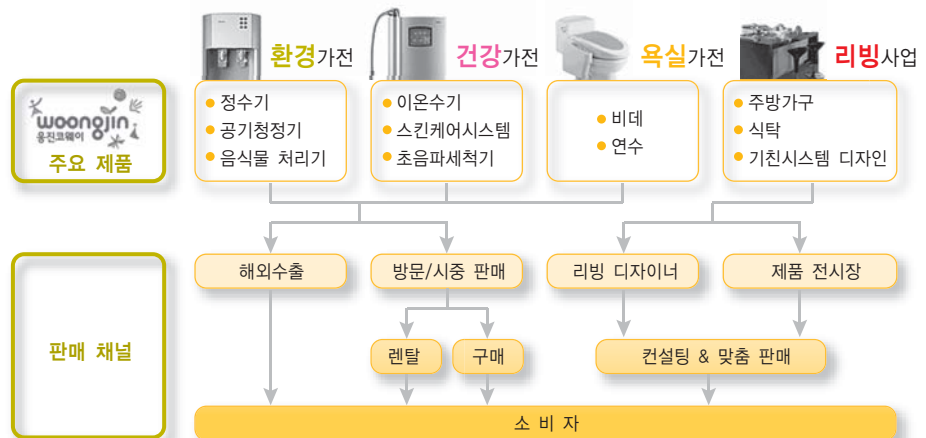 환경가전
건강가전
욕실가전
리빙사업
woongjin
웅진코웨이
주요 제품
• 정수기
• 공기청정기
• 음식물 처리기
• 이온수기
• 스킨케어시스템
• 초음파세척기
• 비데
• 연수
• 주방가구
• 식탁
• 기친시스템 디자인
판매 채널
해외수출
방문/시중 판매
리빙 디자이너
제품 전시장
렌탈
구매
컨설팅 & 맞춤 판매
소 비 자